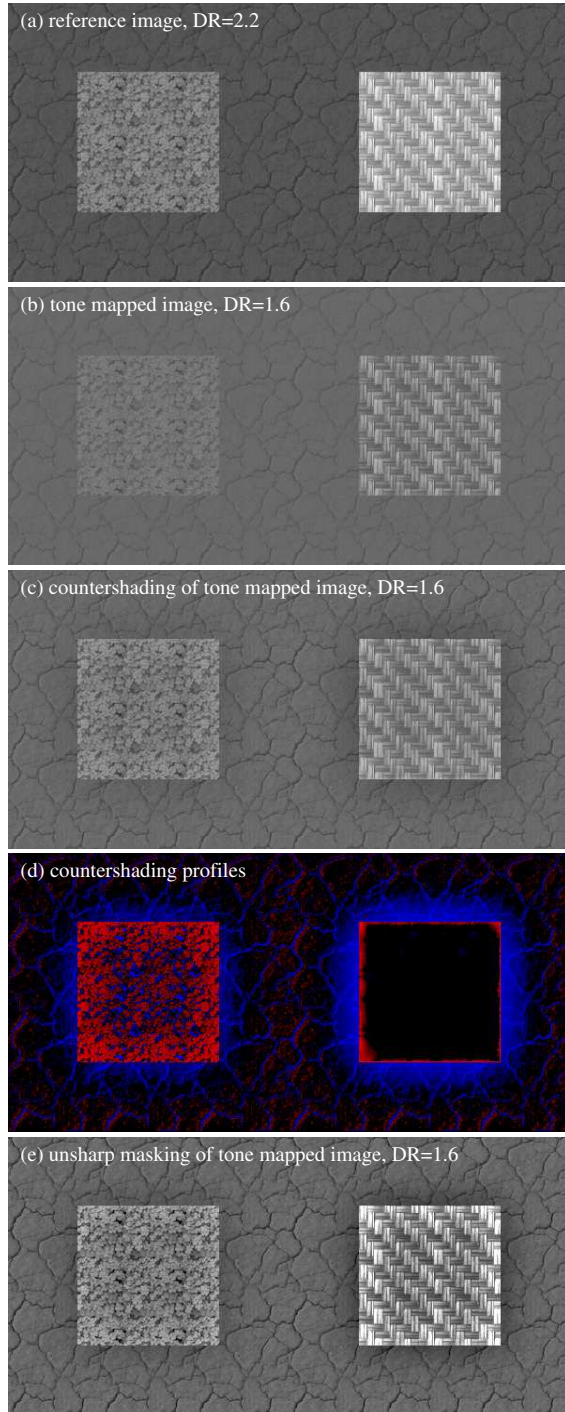 (a) reference image, DR=2.2
(b) tone mapped image, DR=1.6
(c) countershading of tone mapped image, DR=1.6
(d) countershading profiles
(e) unsharp masking of tone mapped image, DR=1.6